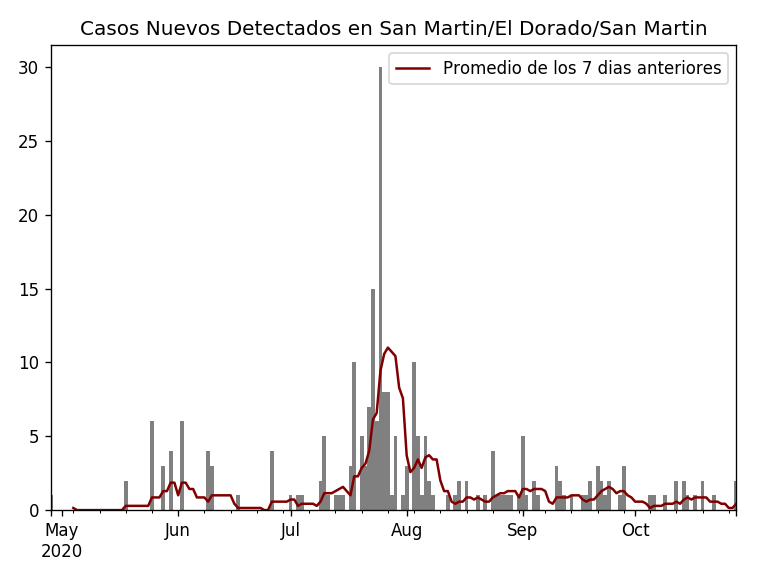 Casos Nuevos Detectados en San Martin/El Dorado/San Martin
Promedio de los 7 dias anteriores
30
25
20
15
10
5
0
May Jun Jul Aug Sep Oct
2020